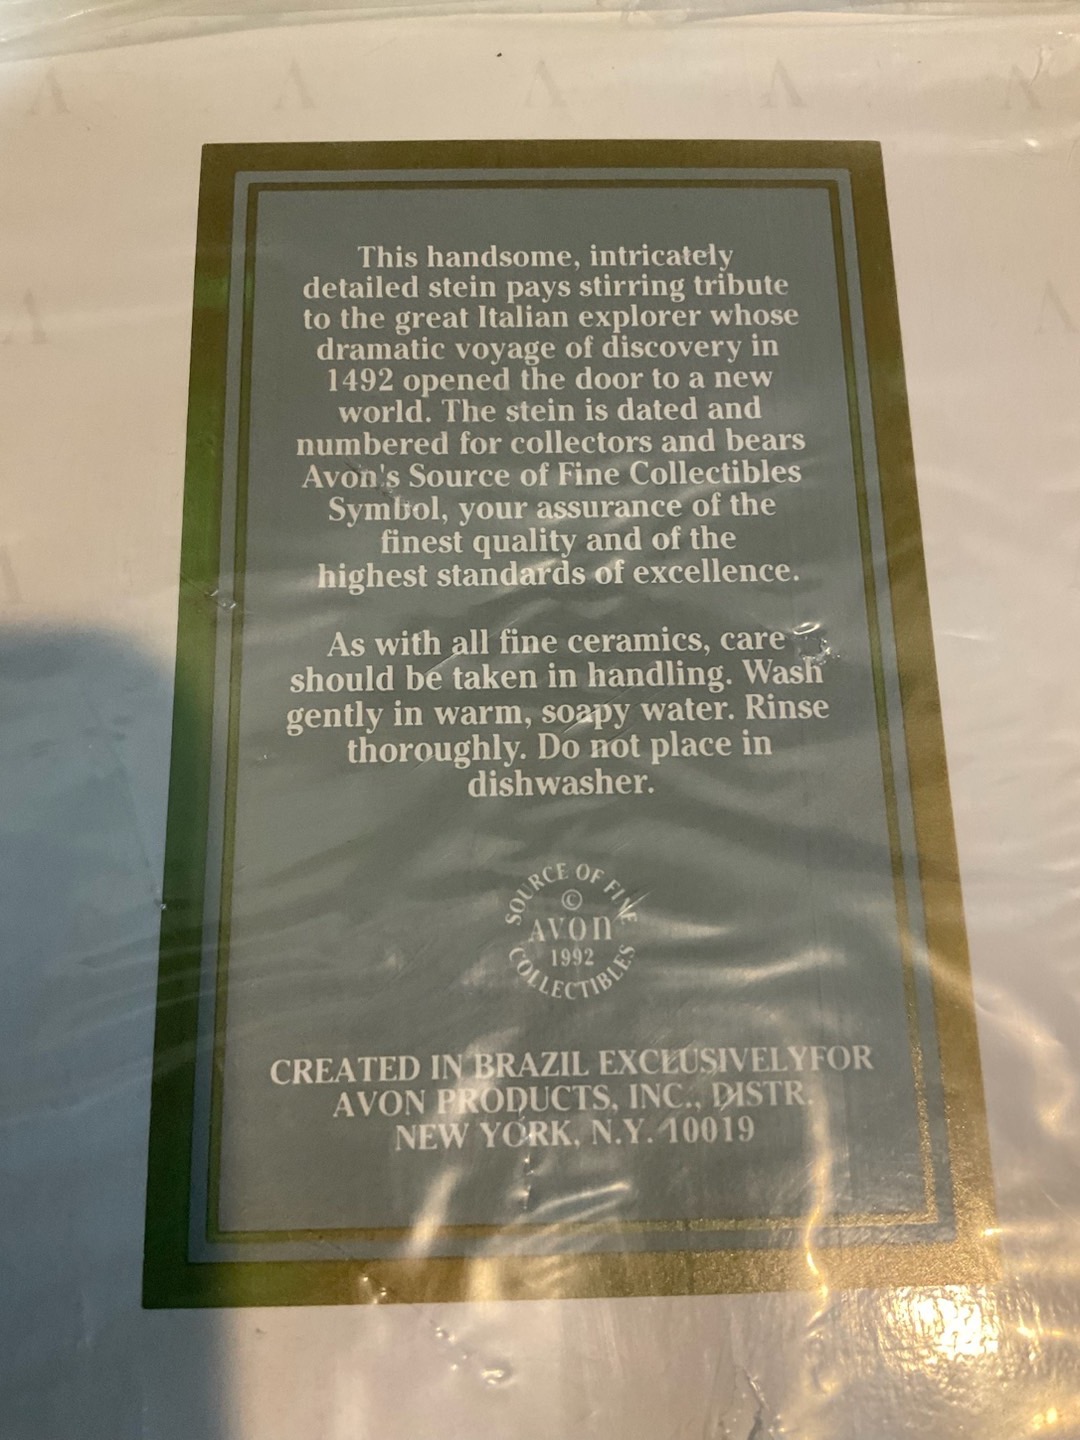 This handsome, intricately
detailed stein pays stirring tribute
to the great Italian explorer whose
dramatic voyage of discovery in
1492 opened the door to a new
world. The stein is dated and
numbered for collectors and bears
Avon's Source of Fine Collectibles
Symbol, your assurance of the
finest quality and of the
highest standards of excellence.
As with all fine ceramics, care
should be taken in handling. Wash
gently in warm, soapy water. Rinse
thoroughly. Do not place in
dishwasher.
SOURCE OF FINE
©
AVON
1992
COLLECTIBLES
CREATED IN BRAZIL EXCLUSIVELYFOR
AVON PRODUCTS, INC., DISTR.
NEW YORK, N.Y. 10019